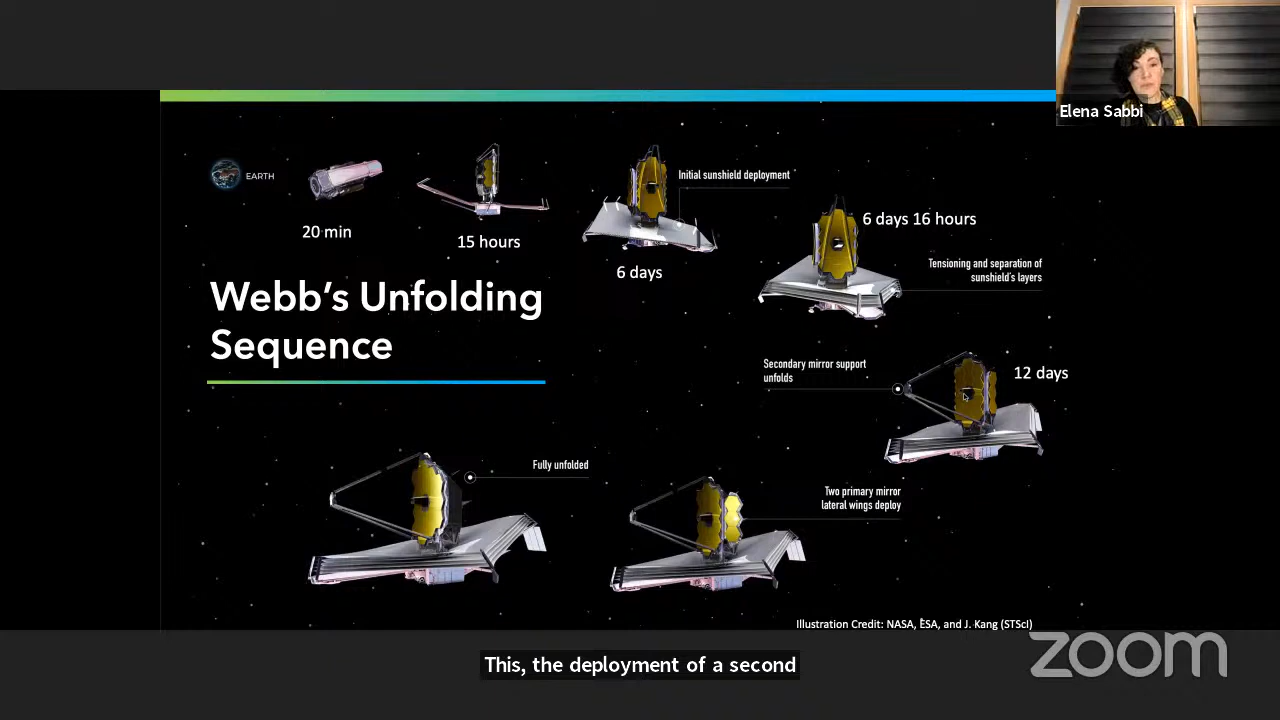 Elena Sabbi
EARTH
Initial sunshield deployment
20 min
15 hours
6 days
6 days 16 hours
Tensioning and separation of
sunshield's layers
Webb's Unfolding
Sequence
Secondary mirror support
unfolds
12 days
Fully unfolded
Two primary mirror
lateral wings deploy
Illustration Credit: NASA, ESA, and J. Kang (STScI)
This, the deployment of a second
zoom